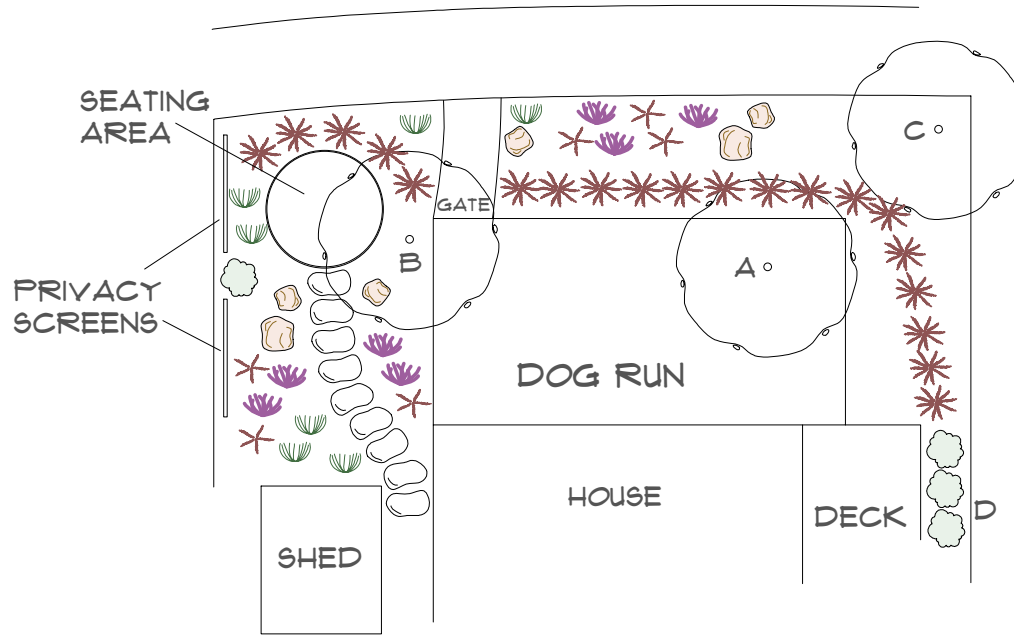 SEATING
AREA
C
GATE
B
A
PRIVACY
SCREENS
DOG RUN
HOUSE
DECK
D
SHED